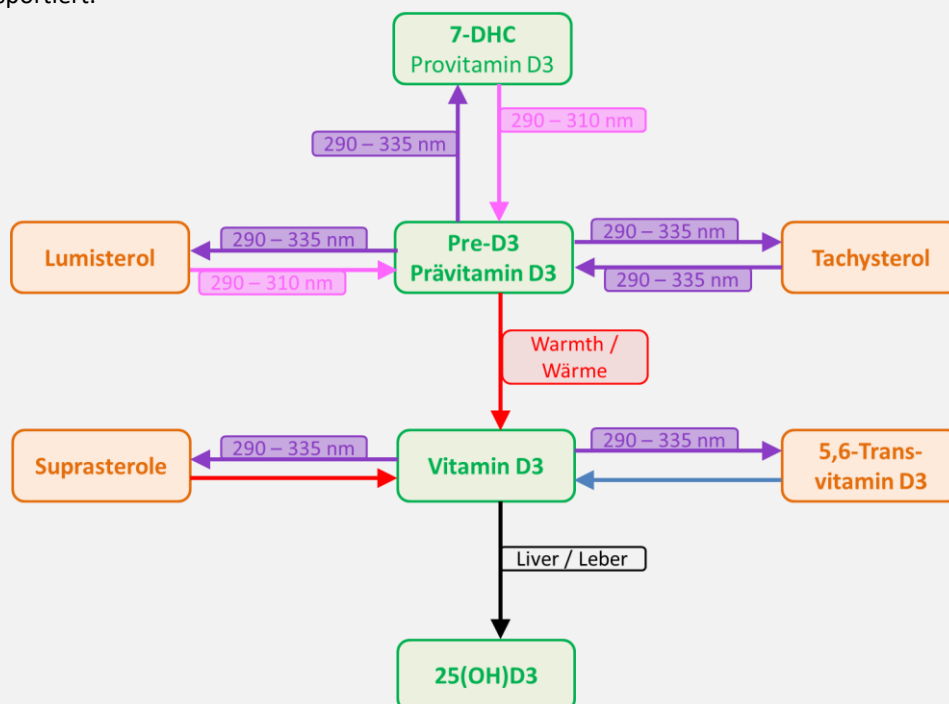 sportiert.
7-DHC
Provitamin D3
290 – 310 nm
290 – 335 nm
290 – 335 nm
Pre-D3
290 – 335 nm
Lumisterol
Prävitamin D3
Tachysterol
290 – 310 nm
290 – 335 nm
Warmth /
Wärme
290 – 335 nm
290 – 335 nm
Suprasterole
Vitamin D3
5,6-Trans-
vitamin D3
Liver / Leber
25(OH)D3